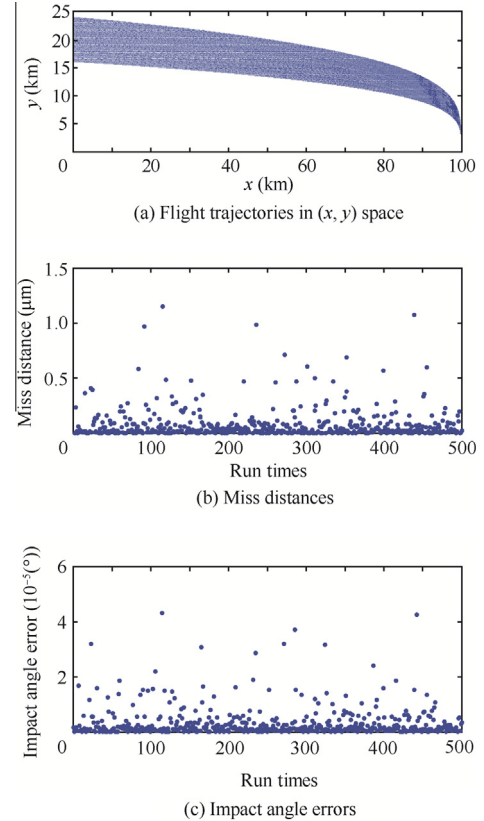 25
20
15
10
5
y (km)
0 20 40 60 80 100
x (km)
(a) Flight trajectories in (x, y) space
1.5
1.0
0.5
Miss distance (μm)
0 100 200 300 400 500
Run times
(b) Miss distances
6
4
2
Impact angle error (10⁻⁵(°))
0 100 200 300 400 500
Run times
(c) Impact angle errors